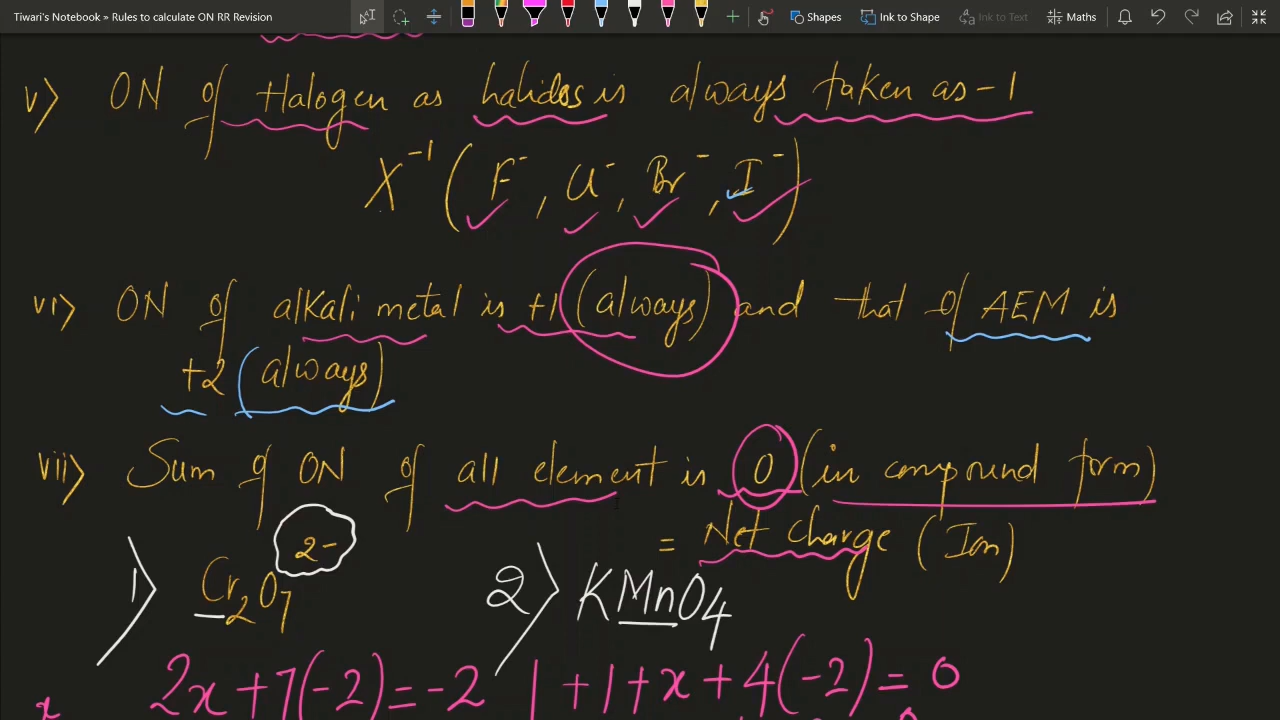 Tiwari's Notebook » Rules to calculate ON RR Revision
Shapes Ink to Shape Ink to Text Maths
v) ON of Halogen as halides is always taken as -1
X⁻¹ (F⁻, Cl⁻, Br⁻, I⁻)
vi) ON of alkali metal is +1 (always) and that of AEM is
+2 (always)
vii) Sum of ON of all element is 0 (in compound form)
= Net Charge (Ion)
1) Cr₂O₇²⁻ 2) KMnO₄
2x + 7(-2) = -2 | +1 + x + 4(-2) = 0